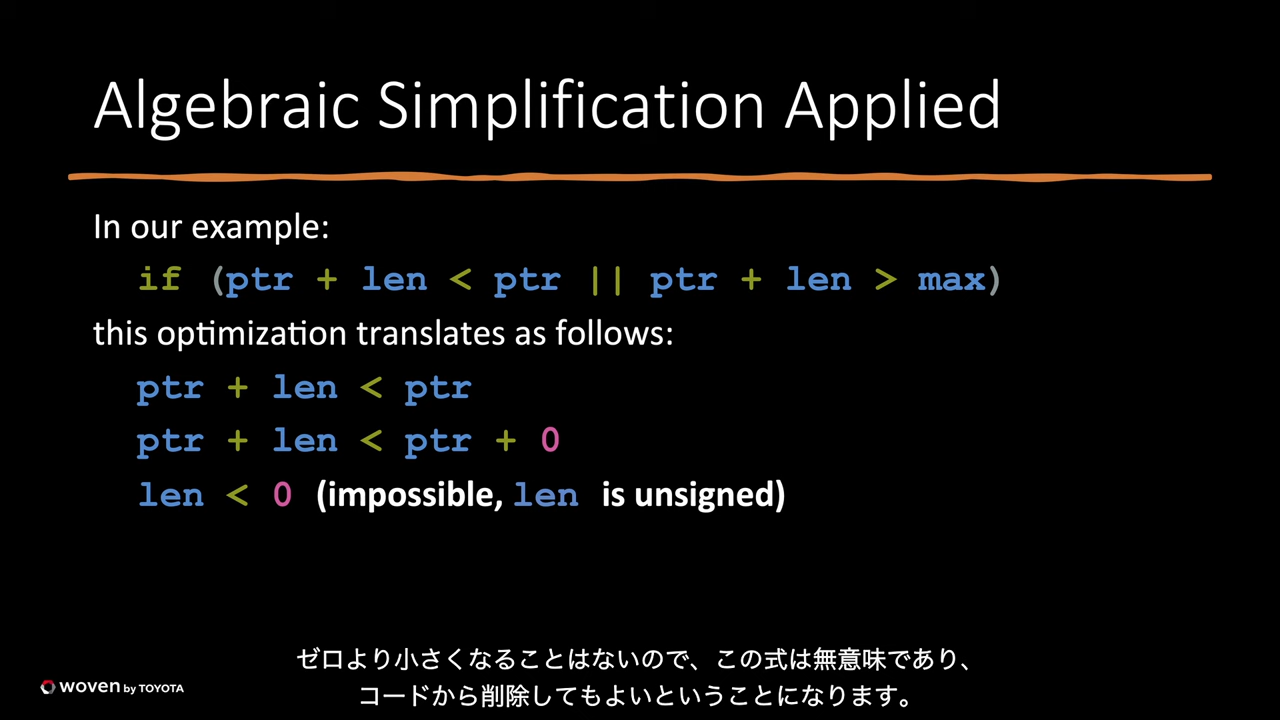 Algebraic Simplification Applied
In our example:
if (ptr + len < ptr || ptr + len > max)
this optimization translates as follows:
ptr + len < ptr
ptr + len < ptr + 0
len < 0 (impossible, len is unsigned)
ゼロより小さくなることはないので、この式は無意味であり、
コードから削除してもよいということになります。
woven by TOYOTA